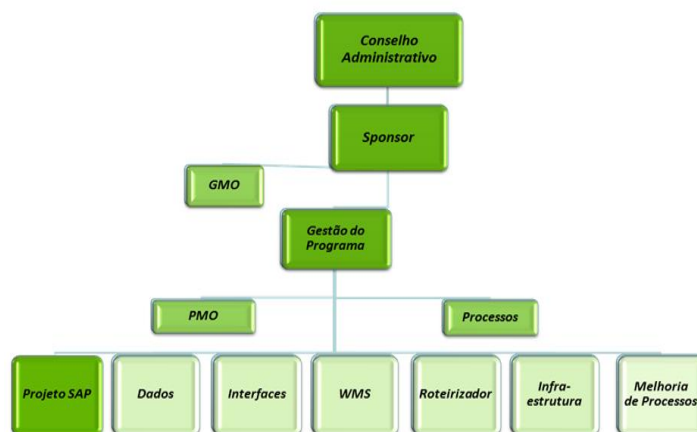 Conselho
Administrativo
Sponsor
GMO
Gestão do
Programa
PMO
Processos
Projeto SAP
Dados
Interfaces
WMS
Roteirizador
Infra-
estrutura
Melhoria
de Processos